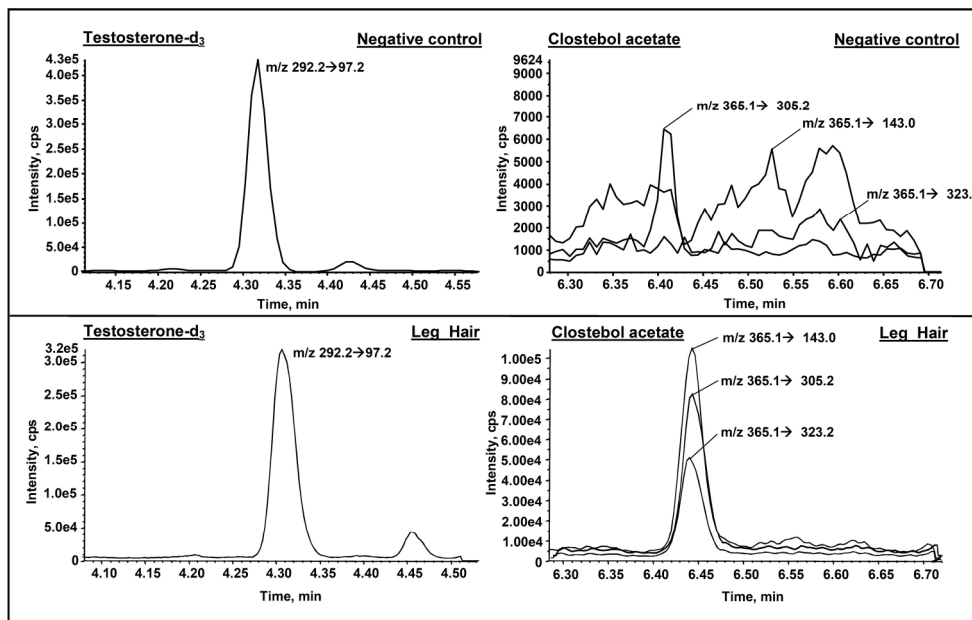 Testosterone-d3 Negative control
4.3e5
4.0e5
3.5e5
3.0e5
2.5e5
2.0e5
1.5e5
1.0e5
5.0e4
0
Intensity, cps
m/z 292.2→97.2
4.15 4.20 4.25 4.30 4.35 4.40 4.45 4.50 4.55
Time, min
Clostebol acetate Negative control
9624
9000
8000
7000
6000
5000
4000
3000
2000
1000
0
Intensity, cps
m/z 365.1→ 305.2
m/z 365.1→ 143.0
m/z 365.1→ 323.
6.30 6.35 6.40 6.45 6.50 6.55 6.60 6.65 6.70
Time, min
Testosterone-d3 Leg Hair
3.2e5
3.0e5
2.5e5
2.0e5
1.5e5
1.0e5
5.0e4
0
Intensity, cps
m/z 292.2→97.2
4.10 4.15 4.20 4.25 4.30 4.35 4.40 4.45 4.50
Time, min
Clostebol acetate Leg Hair
1.00e5
9.00e4
8.00e4
7.00e4
6.00e4
5.00e4
4.00e4
3.00e4
2.00e4
1.00e4
0
Intensity, cps
m/z 365.1→ 143.0
m/z 365.1→ 305.2
m/z 365.1→ 323.2
6.30 6.35 6.40 6.45 6.50 6.55 6.60 6.65 6.70
Time, min